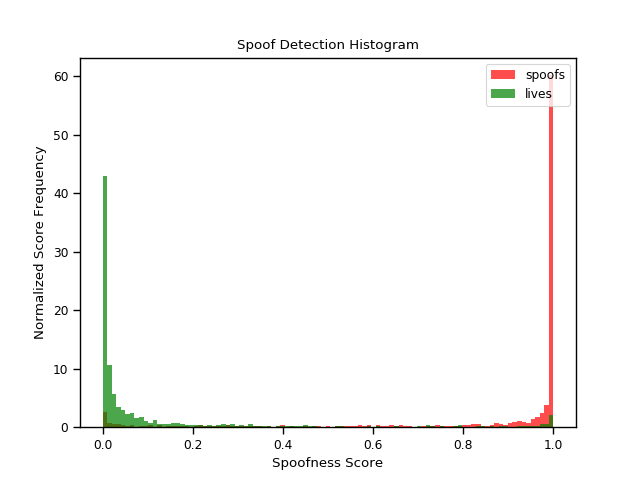 Spoof Detection Histogram
spoofs
lives
Normalized Score Frequency
60
50
40
30
20
10
0
0.0 0.2 0.4 0.6 0.8 1.0
Spoofness Score